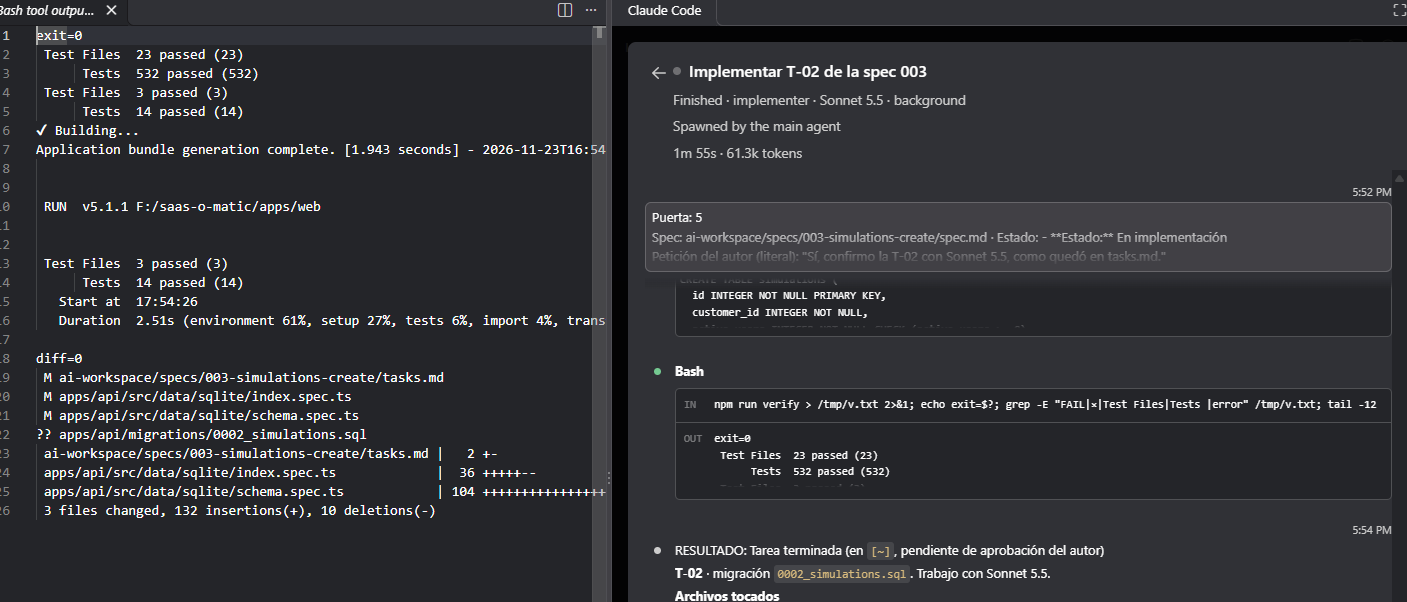 Bash tool outpu...
1 exit=0
2 Test Files 23 passed (23)
3 Tests 532 passed (532)
4 Test Files 3 passed (3)
5 Tests 14 passed (14)
6 ✓ Building...
7 Application bundle generation complete. [1.943 seconds] - 2026-11-23T16:54
8
9
0 RUN v5.1.1 F:/saas-o-matic/apps/web
1
2
3 Test Files 3 passed (3)
4 Tests 14 passed (14)
5 Start at 17:54:26
6 Duration 2.51s (environment 61%, setup 27%, tests 6%, import 4%, trans
7
8 diff=0
9 M ai-workspace/specs/003-simulations-create/tasks.md
20 M apps/api/src/data/sqlite/index.spec.ts
21 M apps/api/src/data/sqlite/schema.spec.ts
22 ?? apps/api/migrations/0002_simulations.sql
23 ai-workspace/specs/003-simulations-create/tasks.md | 2 +-
24 apps/api/src/data/sqlite/index.spec.ts | 36 +++++--
25 apps/api/src/data/sqlite/schema.spec.ts | 104 ++++++++++++++++
26 3 files changed, 132 insertions(+), 10 deletions(-)
Claude Code
← Implementar T-02 de la spec 003
Finished · implementer · Sonnet 5.5 · background
Spawned by the main agent
1m 55s · 61.3k tokens
5:52 PM
Puerta: 5
Spec: ai-workspace/specs/003-simulations-create/spec.md · Estado: - **Estado:** En implementación
Petición del autor (literal): "Sí, confirmo la T-02 con Sonnet 5.5, como quedó en tasks.md."
CREATE TABLE simulations (
id INTEGER NOT NULL PRIMARY KEY,
customer_id INTEGER NOT NULL,
Bash
IN npm run verify > /tmp/v.txt 2>&1; echo exit=$?; grep -E "FAIL|×|Test Files|Tests |error" /tmp/v.txt; tail -12
OUT exit=0
Test Files 23 passed (23)
Tests 532 passed (532)
5:54 PM
RESULTADO: Tarea terminada (en [~], pendiente de aprobación del autor)
T-02 · migración 0002_simulations.sql. Trabajo con Sonnet 5.5.
Archivos tocados